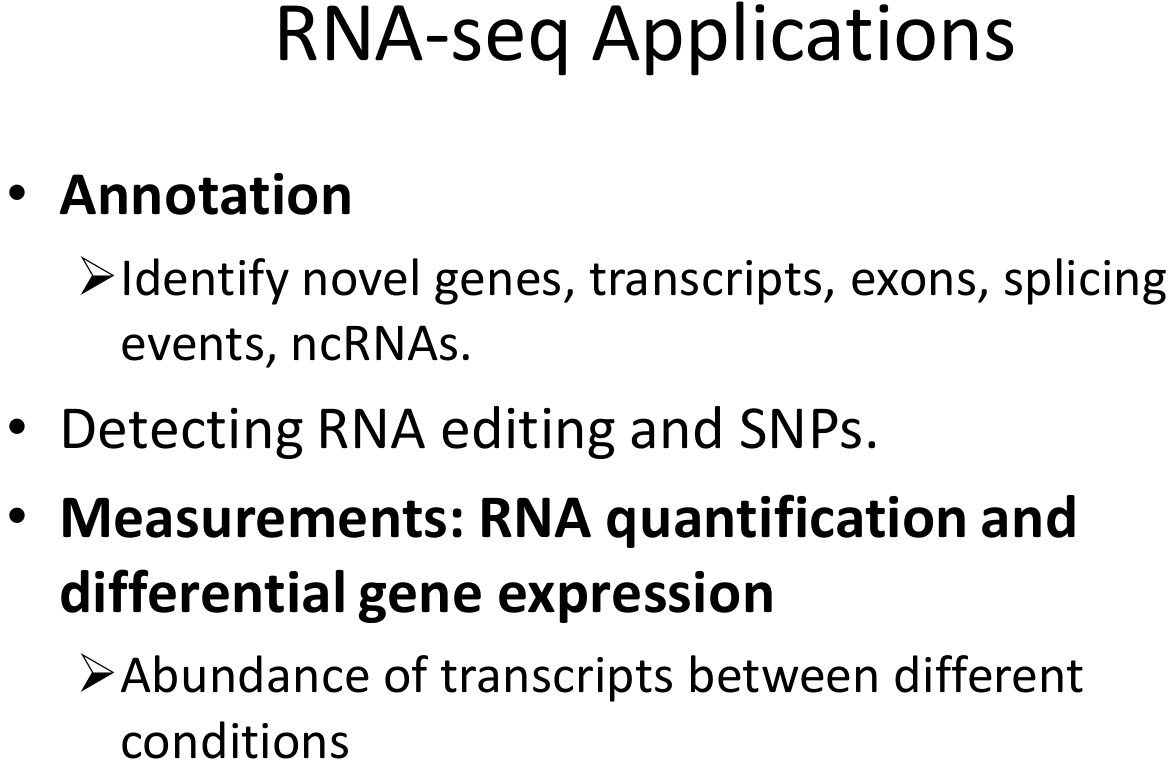 RNA-seq Applications
• Annotation
➢Identify novel genes, transcripts, exons, splicing
events, ncRNAs.
• Detecting RNA editing and SNPs.
• Measurements: RNA quantification and
differential gene expression
➢Abundance of transcripts between different
conditions